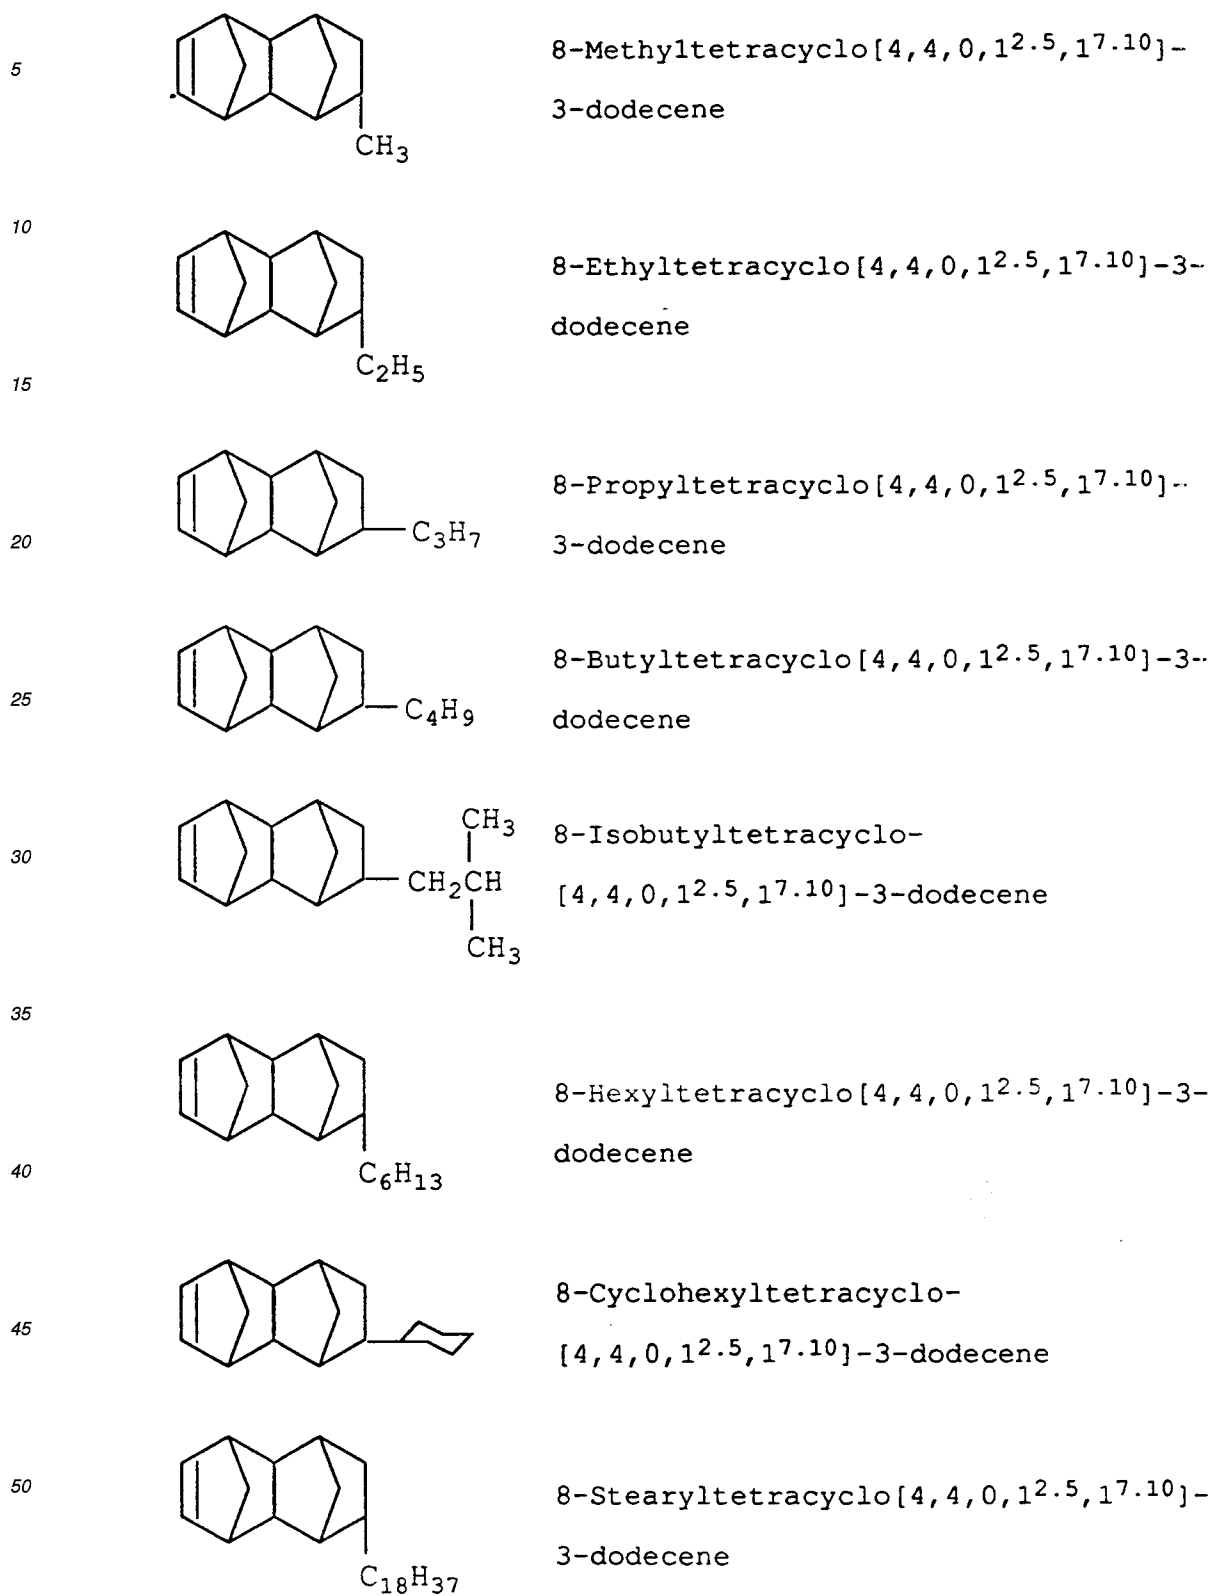 5
8-Methyltetracyclo[4,4,0,1^2.5,1^7.10]-
3-dodecene
CH3
10
8-Ethyltetracyclo[4,4,0,1^2.5,1^7.10]-3-
dodecene
C2H5
15
8-Propyltetracyclo[4,4,0,1^2.5,1^7.10]-
C3H7
20
3-dodecene
8-Butyltetracyclo[4,4,0,1^2.5,1^7.10]-3-
25
C4H9
dodecene
CH3
8-Isobutyltetracyclo-
30
CH2CH
[4,4,0,1^2.5,1^7.10]-3-dodecene
CH3
35
8-Hexyltetracyclo[4,4,0,1^2.5,1^7.10]-3-
dodecene
40
C6H13
8-Cyclohexyltetracyclo-
45
[4,4,0,1^2.5,1^7.10]-3-dodecene
50
8-Stearyltetracyclo[4,4,0,1^2.5,1^7.10]-
3-dodecene
C18H37